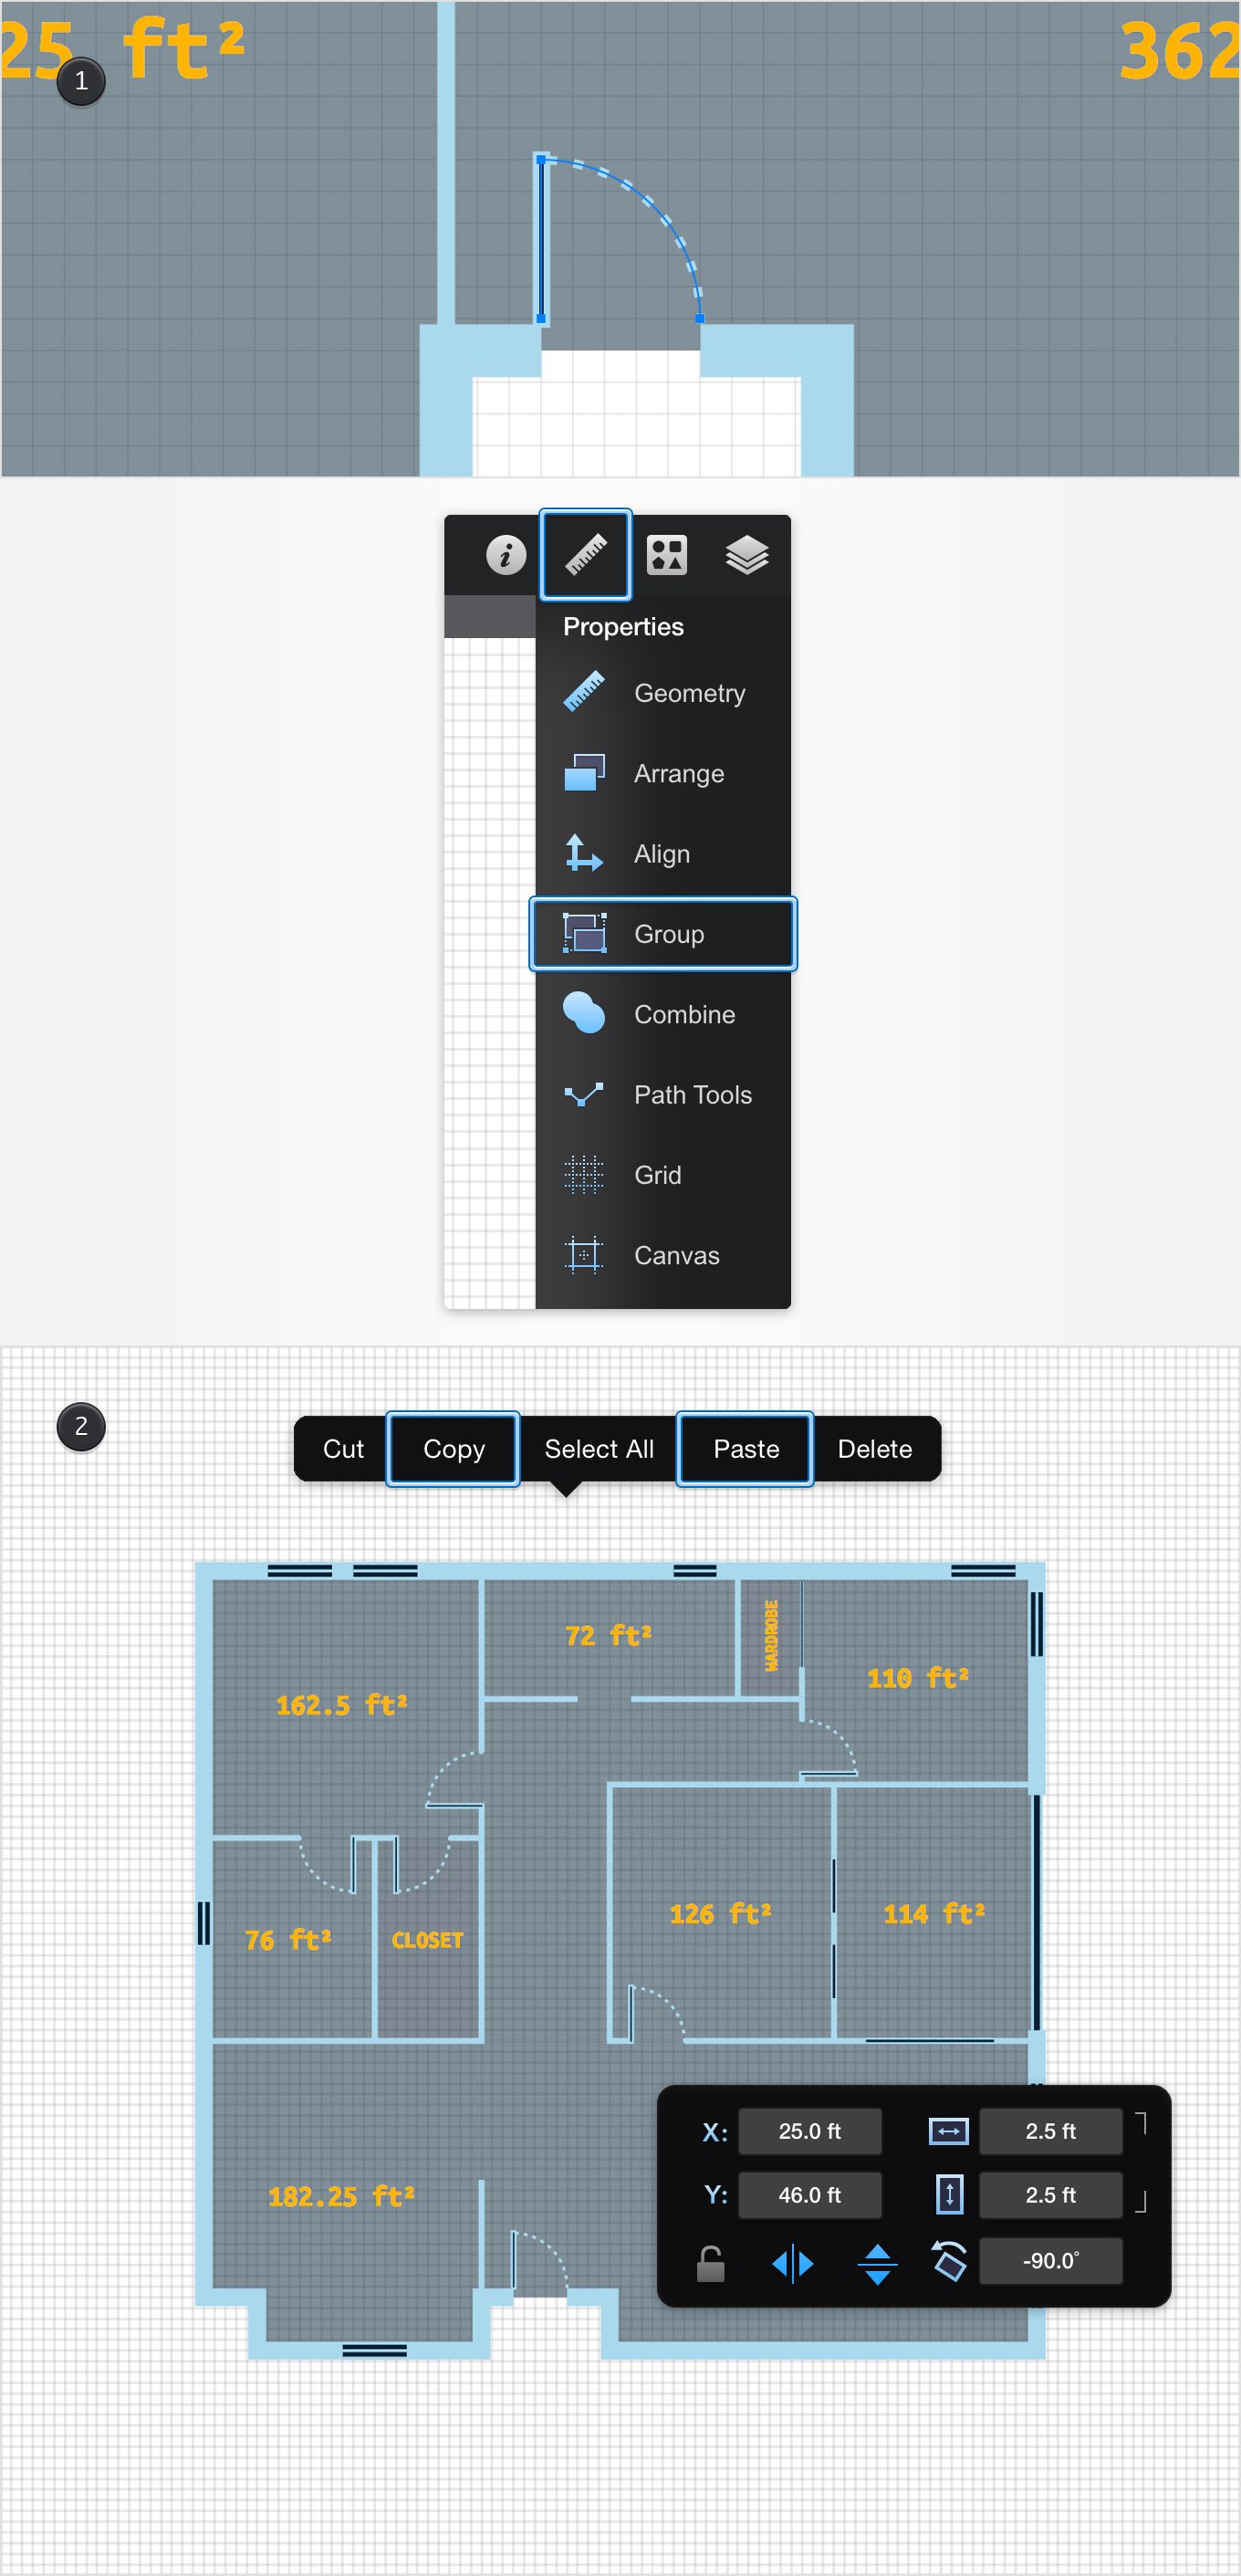 25 ft²
362
1
Properties
Geometry
Arrange
Align
Group
Combine
Path Tools
Grid
Canvas
2
Cut Copy Select All Paste Delete
72 ft²
WARDROBE
110 ft²
162.5 ft²
126 ft²
114 ft²
76 ft²
CLOSET
X: 25.0 ft 2.5 ft
Y: 46.0 ft 2.5 ft
-90.0°
182.25 ft²